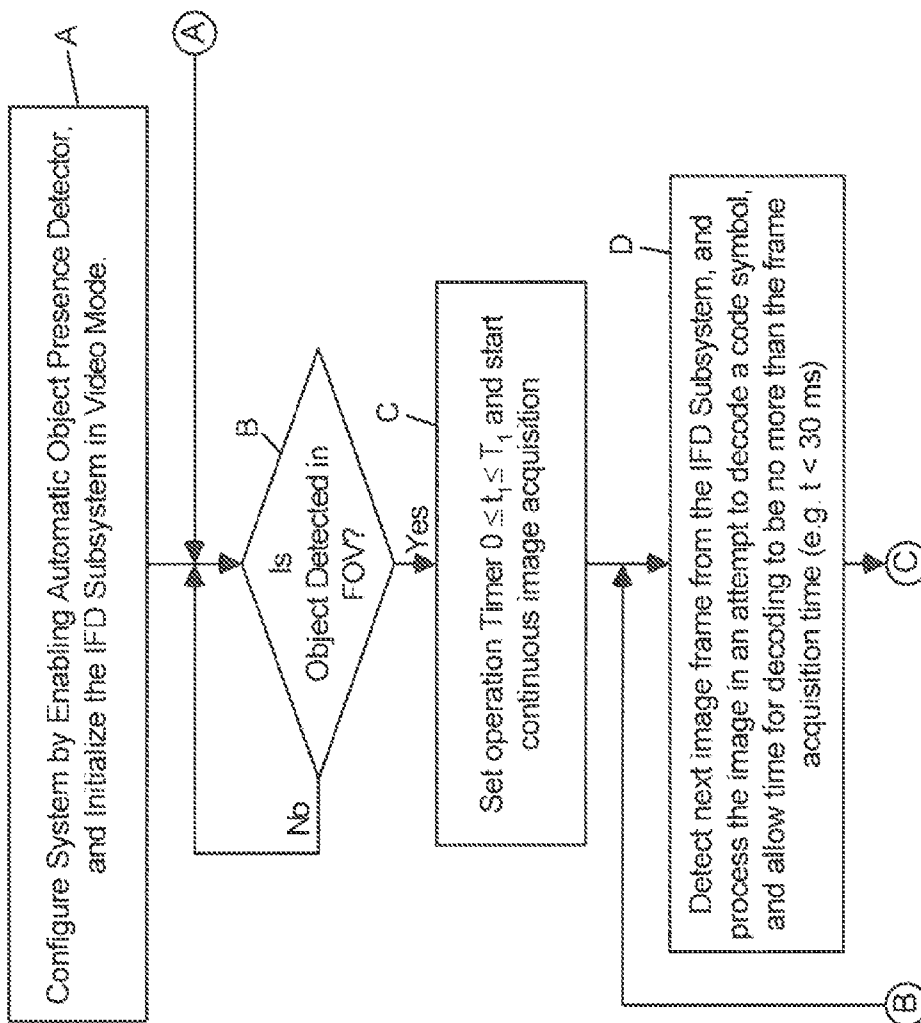 Configure System by Enabling Automatic Object Presence Detector,
and Initialize the IFD Subsystem in Video Mode.
A
A
Is
Object Detected in
FOV?
B
No
Yes
Set operation Timer 0 ≤ t₁ ≤ T₁ and start
continuous image acquisition
C
B
Detect next image frame from the IFD Subsystem, and
process the image in an attempt to decode a code symbol,
and allow time for decoding to be no more than the frame
acquisition time (e.g. t < 30 ms)
D
C